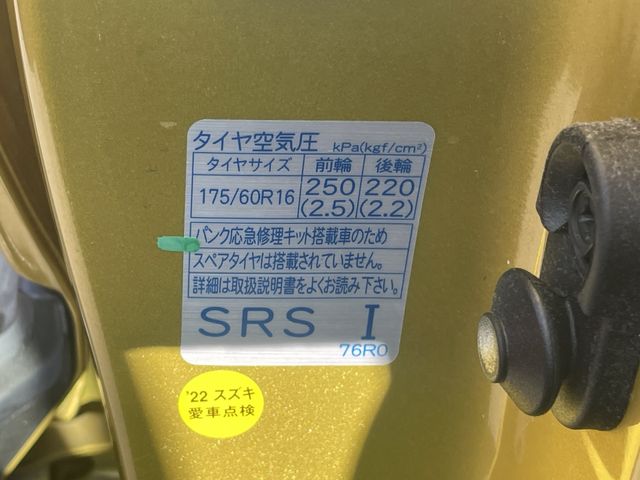 タイヤ空気圧 kPa(kgf/cm²)
タイヤサイズ 前輪 後輪
175/60R16 250 220
(2.5) (2.2)
パンク応急修理キット搭載車のため
スペアタイヤは搭載されていません。
詳細は取扱説明書をよくお読み下さい。
SRS I
76R0
'22 スズキ
愛車点検